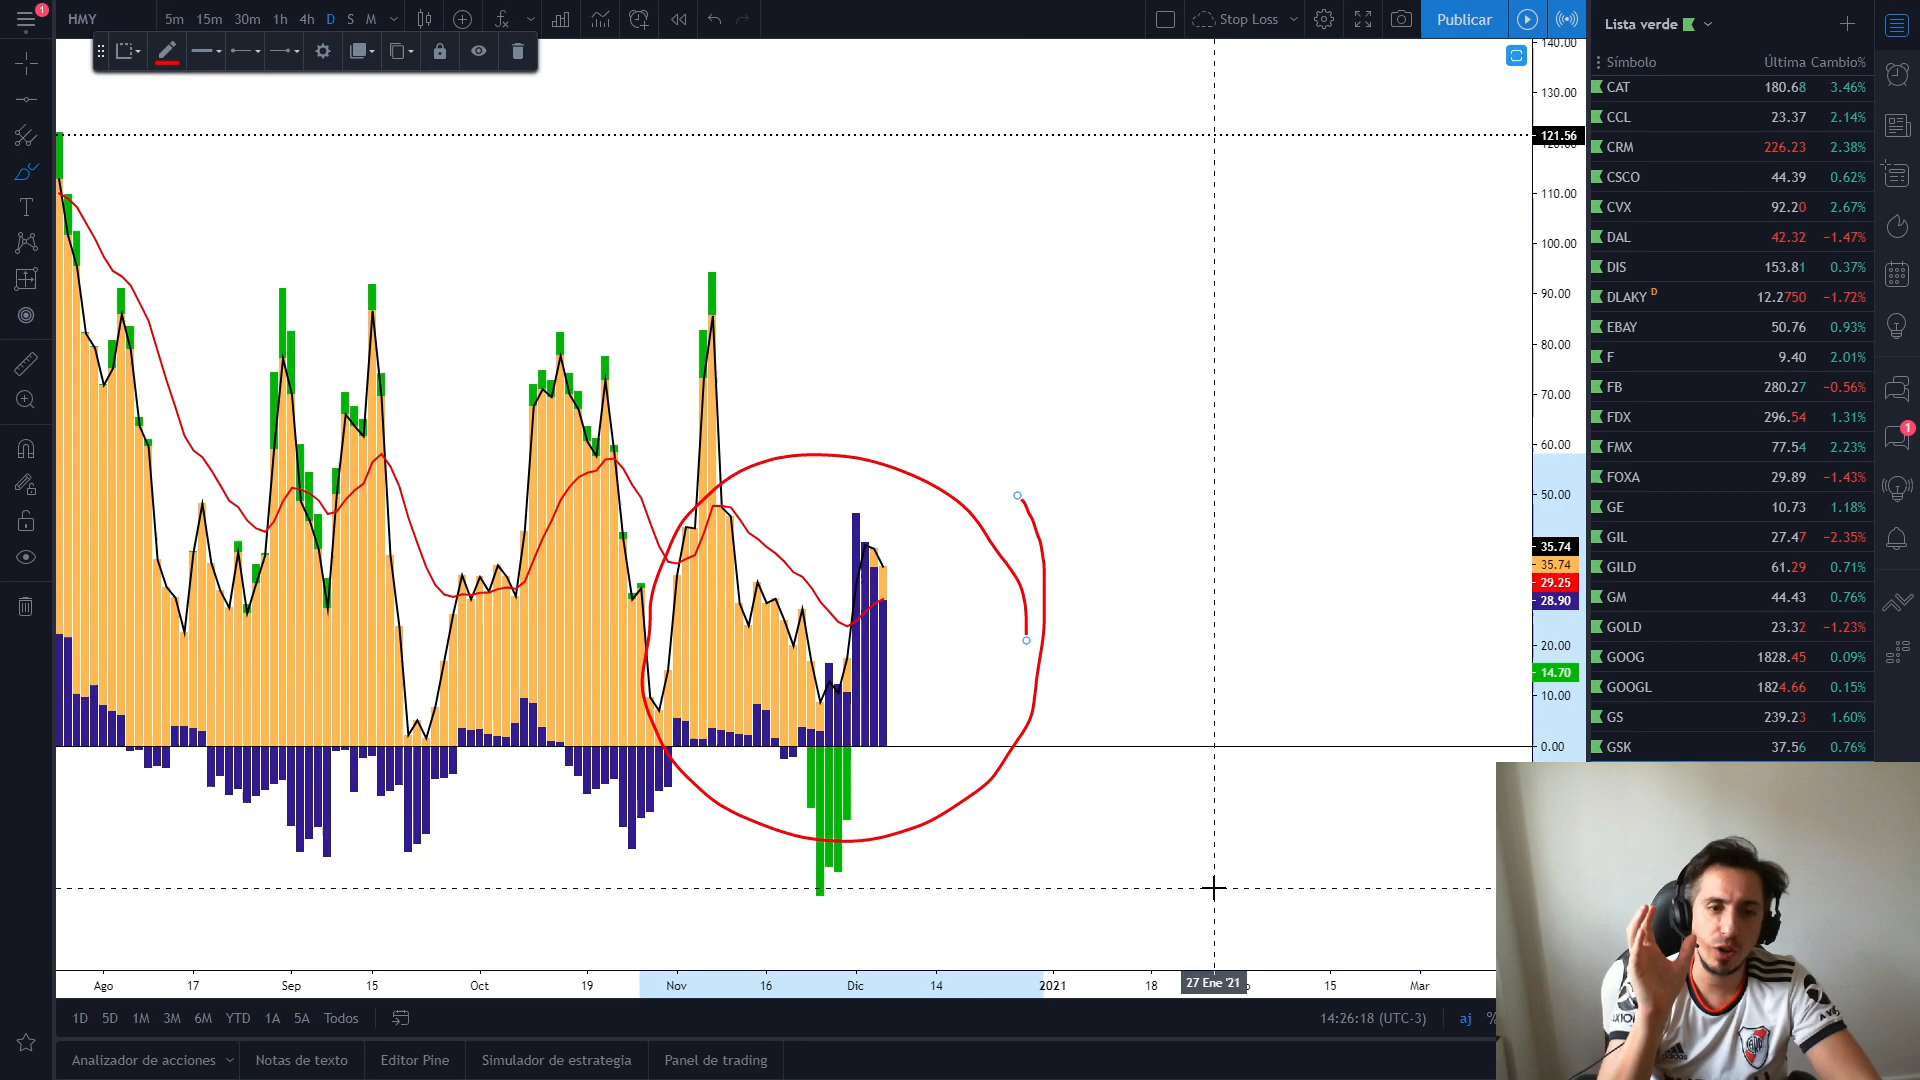 1
HMY
5m 15m 30m 1h 4h D S M
Stop Loss
Publicar
Lista verde
Símbolo Última Cambio%
CAT 180.68 3.46%
CCL 23.37 2.14%
CRM 226.23 2.38%
CSCO 44.39 0.62%
CVX 92.20 2.67%
DAL 42.32 −1.47%
DIS 153.81 0.37%
DLAKY D 12.2750 −1.72%
EBAY 50.76 0.93%
F 9.40 2.01%
FB 280.27 −0.56%
FDX 296.54 1.31%
FMX 77.54 2.23%
FOXA 29.89 −1.43%
GE 10.73 1.18%
GIL 27.47 −2.35%
GILD 61.29 0.71%
GM 44.43 0.76%
GOLD 23.32 −1.23%
GOOG 1828.45 0.09%
GOOGL 1824.66 0.15%
GS 239.23 1.60%
GSK 37.56 0.76%
1
140.00
130.00
121.56
110.00
100.00
90.00
80.00
70.00
60.00
50.00
35.74
35.74
29.25
28.90
20.00
14.70
10.00
0.00
Ago 17 Sep 15 Oct 19 Nov 16 Dic 14 2021 18 27 Ene '21 15 Mar
1D 5D 1M 3M 6M YTD 1A 5A Todos
14:26:18 (UTC-3) aj %
Analizador de acciones Notas de texto Editor Pine Simulador de estrategia Panel de trading
adidas